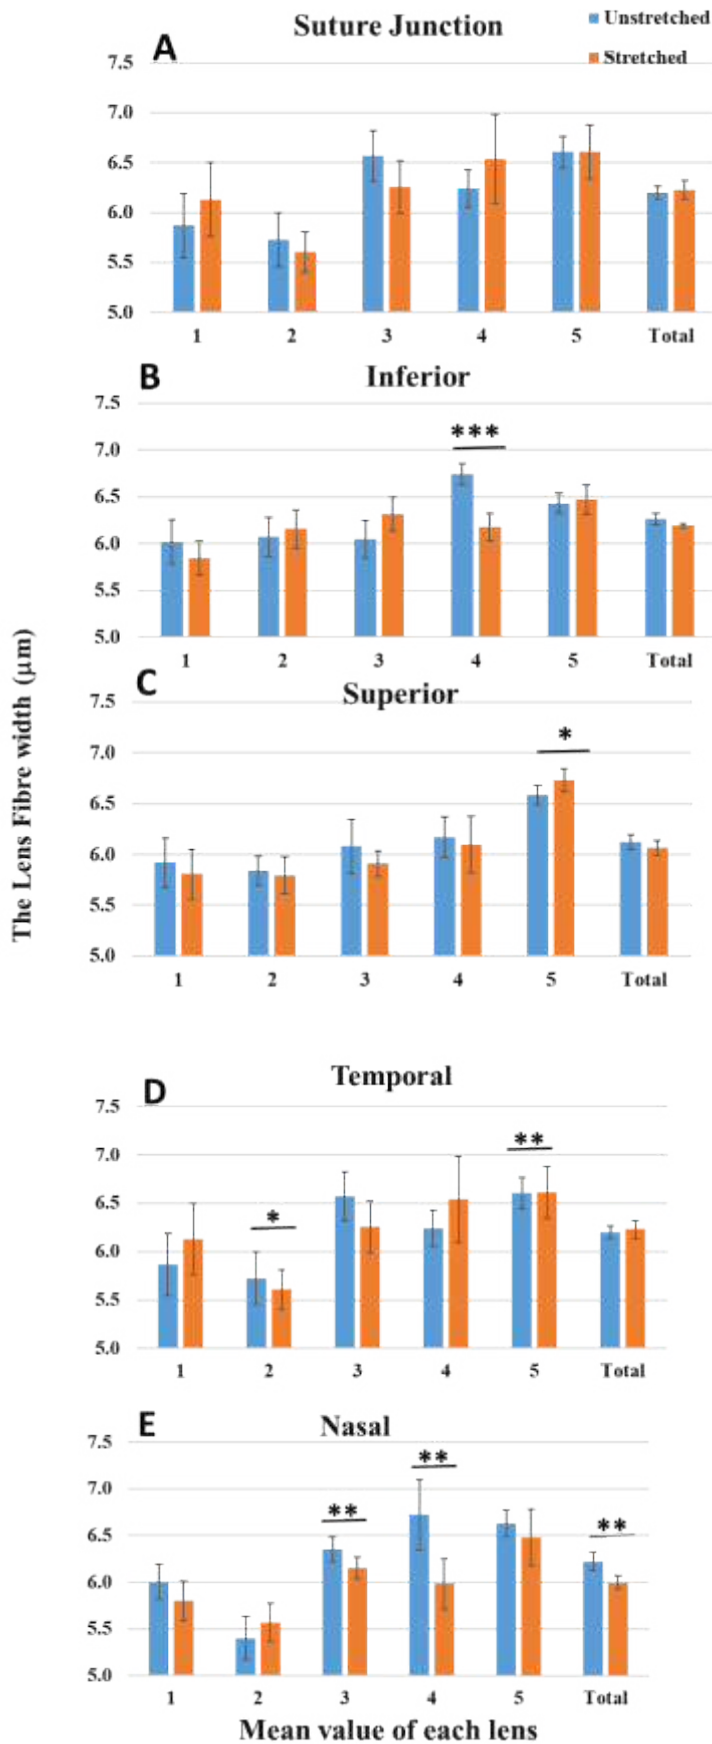 A
Suture Junction
Unstretched
Stretched
7.5
7.0
6.5
6.0
5.5
5.0
1 2 3 4 5 Total
B
Inferior
7.5
7.0
6.5
6.0
5.5
5.0
***
1 2 3 4 5 Total
C
Superior
7.5
7.0
6.5
6.0
5.5
5.0
*
1 2 3 4 5 Total
The Lens Fibre width (µm)
D
Temporal
7.5
7.0
6.5
6.0
5.5
5.0
*
**
1 2 3 4 5 Total
E
Nasal
7.5
7.0
6.5
6.0
5.5
5.0
**
**
**
1 2 3 4 5 Total
Mean value of each lens